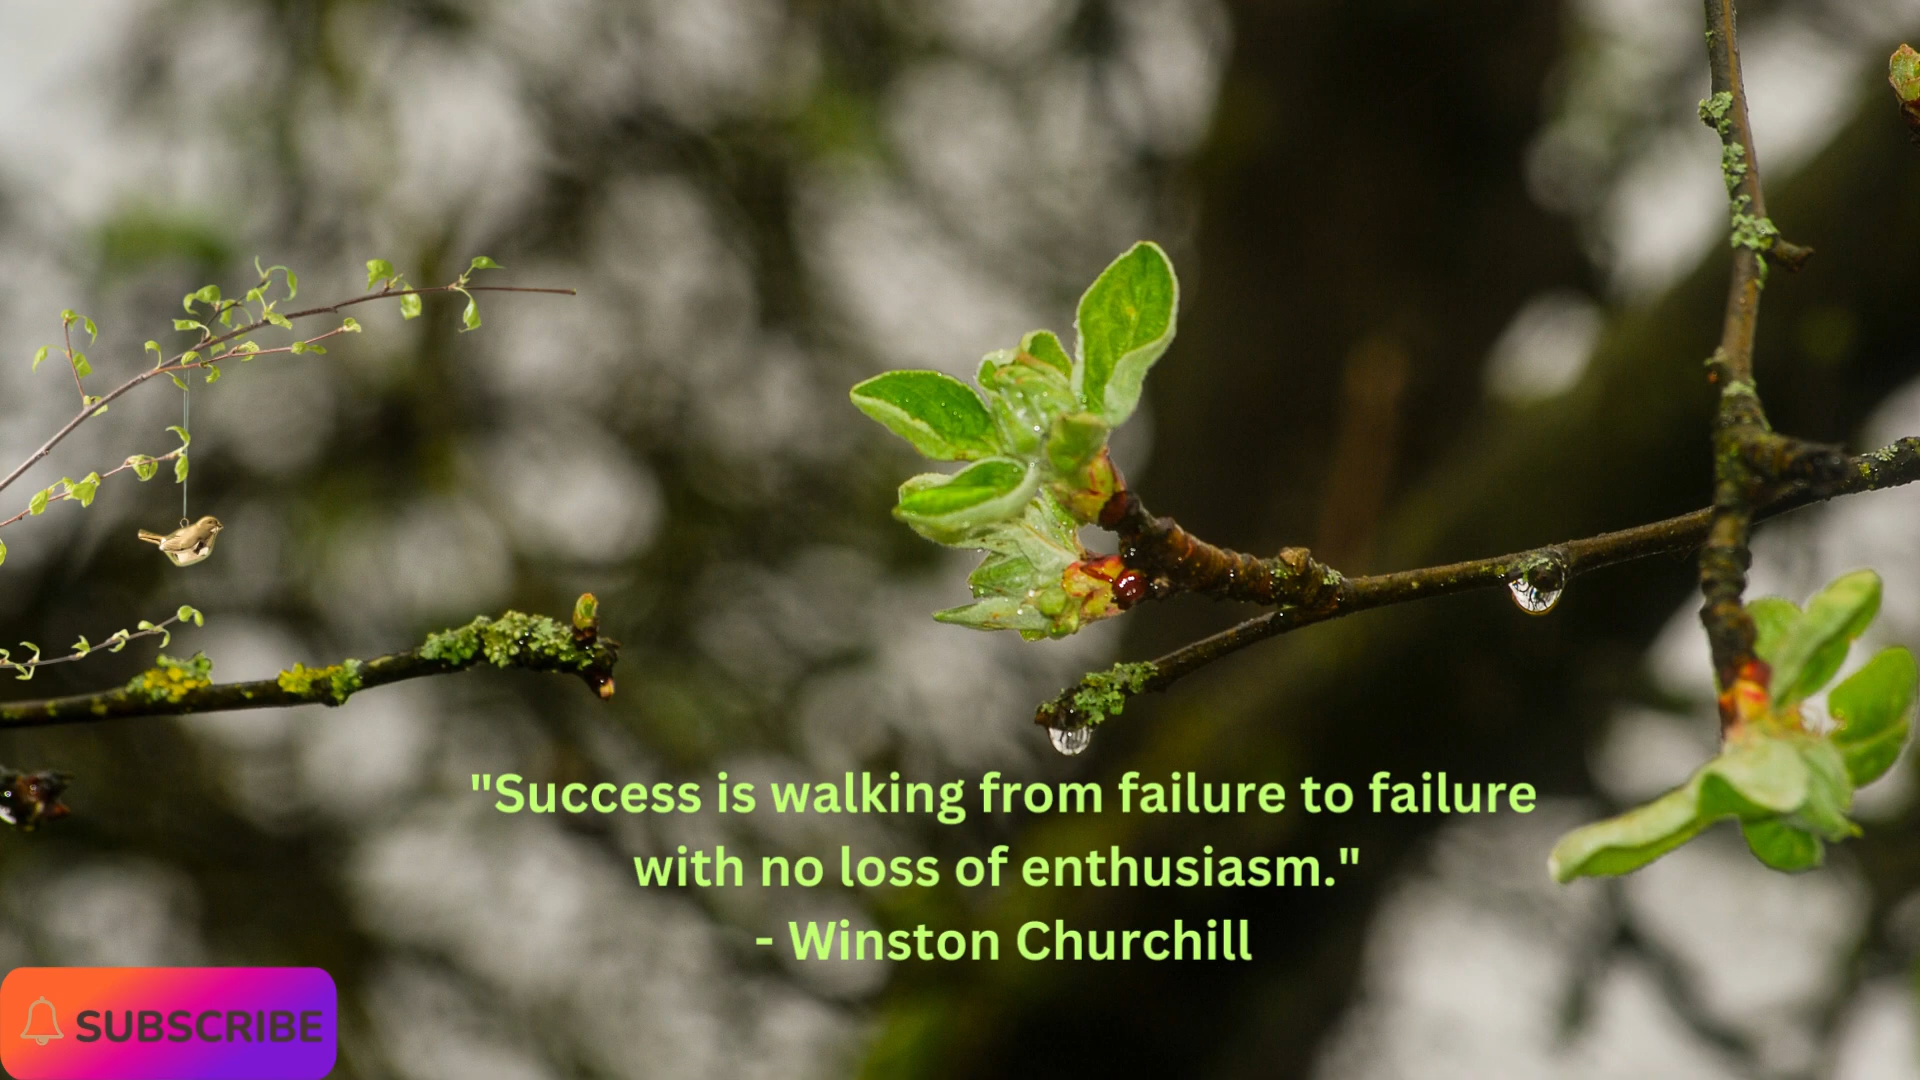 "Success is walking from failure to failure
with no loss of enthusiasm."
- Winston Churchill
SUBSCRIBE